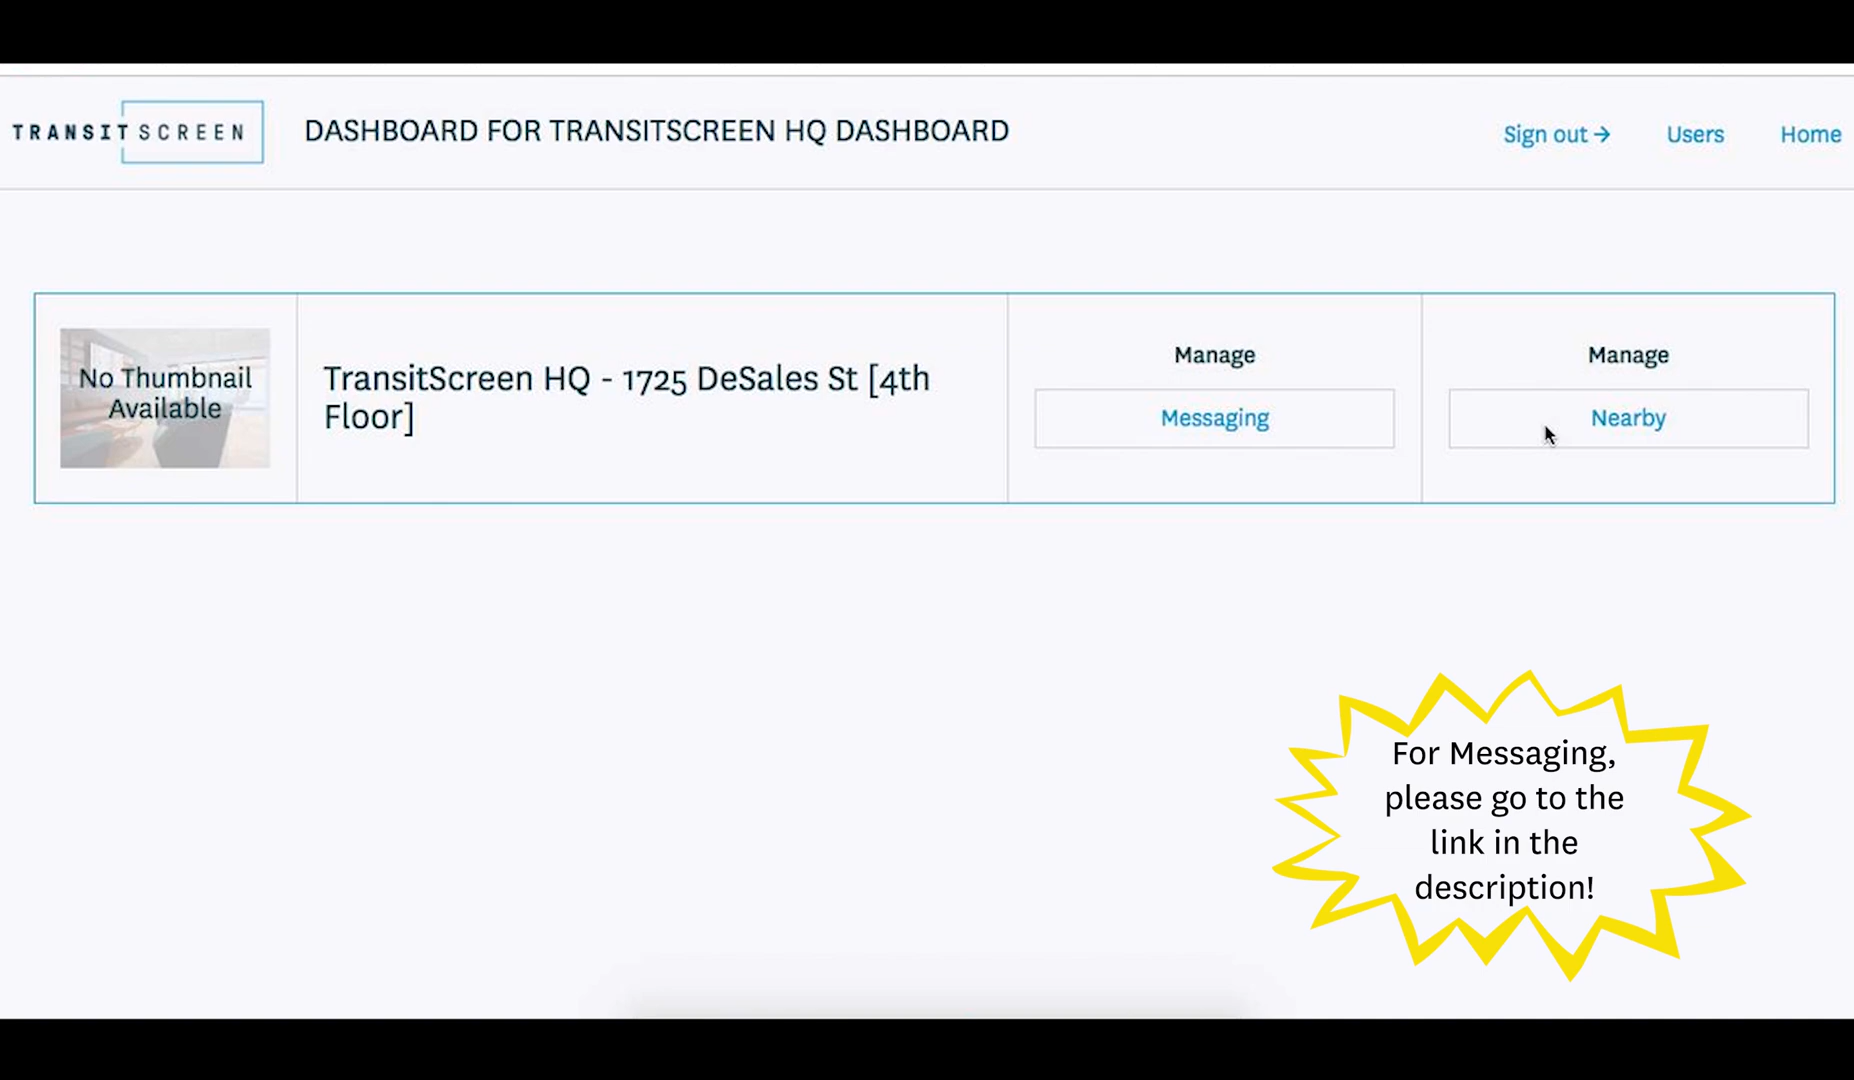 TRANSITSCREEN
DASHBOARD FOR TRANSITSCREEN HQ DASHBOARD
Sign out →
Users
Home
No Thumbnail
Available
TransitScreen HQ - 1725 DeSales St [4th
Floor]
Manage
Messaging
Manage
Nearby
For Messaging,
please go to the
link in the
description!